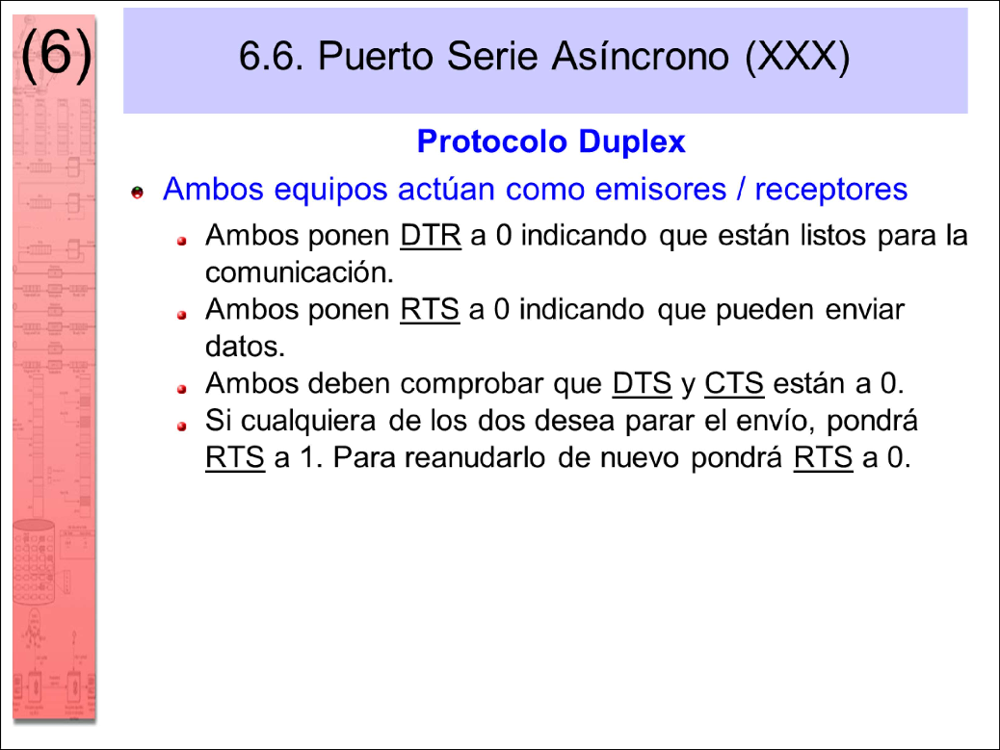 (6)
6.6. Puerto Serie Asíncrono (XXX)
Protocolo Duplex
Ambos equipos actúan como emisores / receptores
Ambos ponen DTR a 0 indicando que están listos para la
comunicación.
Ambos ponen RTS a 0 indicando que pueden enviar
datos.
Ambos deben comprobar que DTS y CTS están a 0.
Si cualquiera de los dos desea parar el envío, pondrá
RTS a 1. Para reanudarlo de nuevo pondrá RTS a 0.